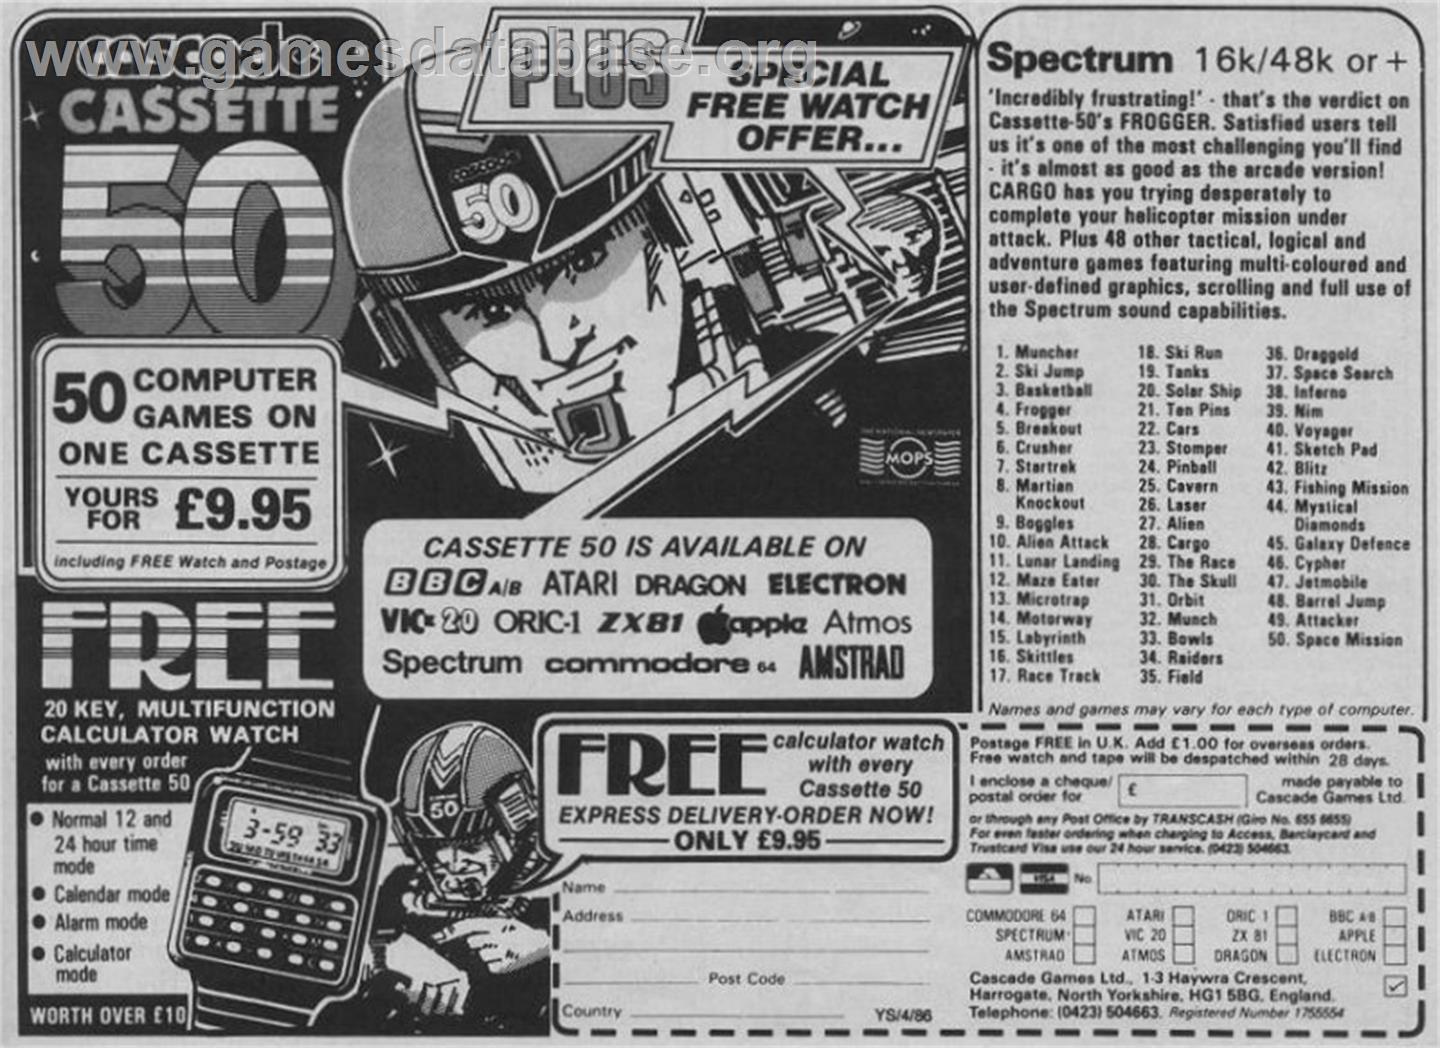 www.gamesdatabase.org
cascade
CASSETTE
50
50 COMPUTER
GAMES ON
ONE CASSETTE
YOURS
FOR £9.95
including FREE Watch and Postage
FREE
20 KEY, MULTIFUNCTION
CALCULATOR WATCH
with every order
for a Cassette 50
● Normal 12 and
24 hour time
mode
● Calendar mode
● Alarm mode
● Calculator
mode
WORTH OVER £10
3-59 33
PLUS
SPECIAL
FREE WATCH
OFFER...
CASCADE
50
THE NATIONAL NEWSPAPER
MOPS
CASSETTE 50 IS AVAILABLE ON
BBC A/B ATARI DRAGON ELECTRON
VIC 20 ORIC-1 ZX81 apple Atmos
Spectrum commodore 64 AMSTRAD
50
FREE calculator watch
with every
Cassette 50
EXPRESS DELIVERY-ORDER NOW!
ONLY £9.95
Name
Address
Post Code
Country
YS/4/86
Spectrum 16k/48k or +
'Incredibly frustrating!' - that's the verdict on
Cassette-50's FROGGER. Satisfied users tell
us it's one of the most challenging you'll find
- it's almost as good as the arcade version!
CARGO has you trying desperately to
complete your helicopter mission under
attack. Plus 48 other tactical, logical and
adventure games featuring multi-coloured and
user-defined graphics, scrolling and full use of
the Spectrum sound capabilities.
1. Muncher
2. Ski Jump
3. Basketball
4. Frogger
5. Breakout
6. Crusher
7. Startrek
8. Martian
Knockout
9. Boggles
10. Alien Attack
11. Lunar Landing
12. Maze Eater
13. Microtrap
14. Motorway
15. Labyrinth
16. Skittles
17. Race Track
18. Ski Run
19. Tanks
20. Solar Ship
21. Ten Pins
22. Cars
23. Stomper
24. Pinball
25. Cavern
26. Laser
27. Alien
28. Cargo
29. The Race
30. The Skull
31. Orbit
32. Munch
33. Bowls
34. Raiders
35. Field
36. Draggold
37. Space Search
38. Inferno
39. Nim
40. Voyager
41. Sketch Pad
42. Blitz
43. Fishing Mission
44. Mystical
Diamonds
45. Galaxy Defence
46. Cypher
47. Jetmobile
48. Barrel Jump
49. Attacker
50. Space Mission
Names and games may vary for each type of computer.
Postage FREE in U.K. Add £1.00 for overseas orders.
Free watch and tape will be despatched within 28 days.
I enclose a cheque/ £ made payable to
postal order for Cascade Games Ltd.
or through any Post Office by TRANSCASH (Giro No. 655 6655)
For even faster ordering when charging to Access, Barclaycard and
Trustcard Visa use our 24 hour service. (0423) 504663.
VISA No
COMMODORE 64 ATARI ORIC 1 BBC A/B
SPECTRUM VIC 20 ZX 81 APPLE
AMSTRAD ATMOS DRAGON ELECTRON
Cascade Games Ltd., 1-3 Haywra Crescent,
Harrogate, North Yorkshire, HG1 5BG, England.
Telephone: (0423) 504663. Registered Number 1755554